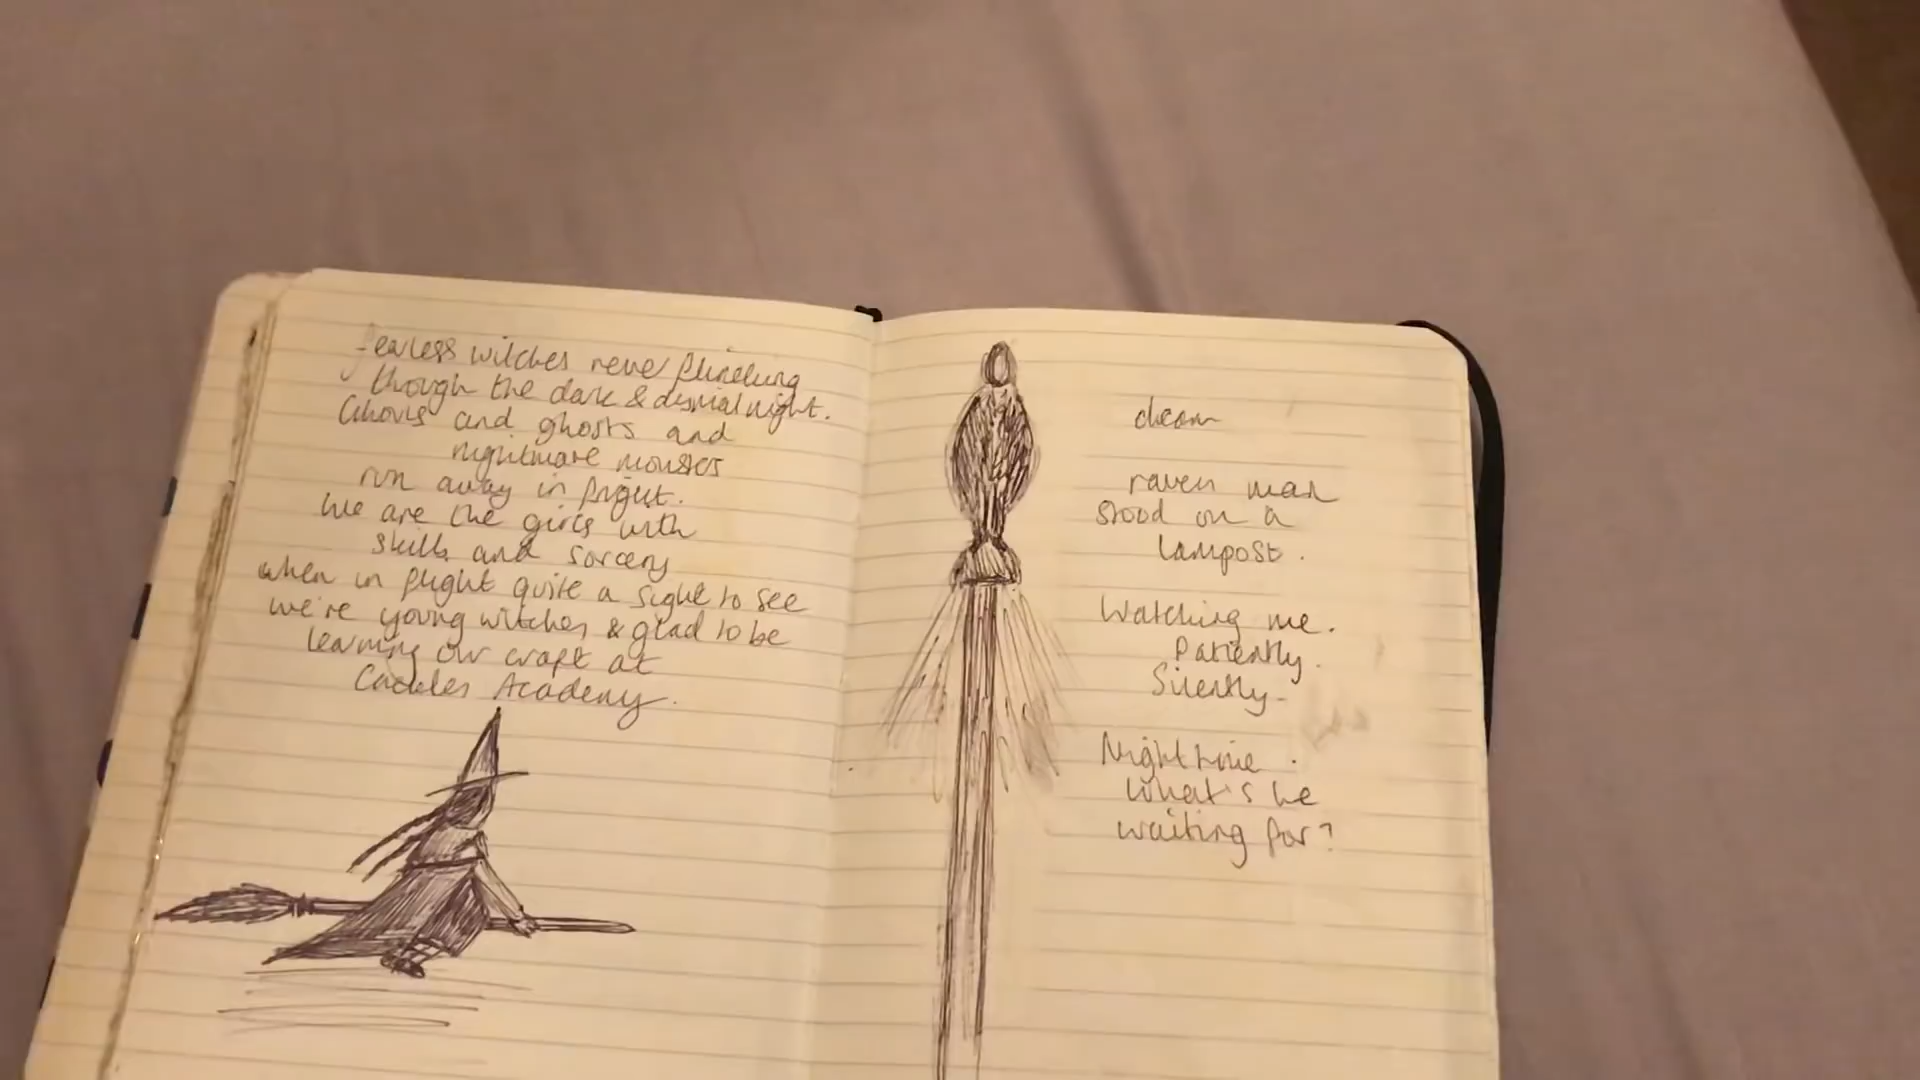 fearless witches never flinching
through the dark & dismal night.
Ghouls and ghosts and
nightmare monsters
run away in fright.
we are the girls with
skills and sorcery
when in flight quite a sight to see
we're young witches & glad to be
learning our craft at
Cackles Academy.
dream
raven man
stood on a
lampost.
Watching me.
Patiently.
Silently.
Nighttime.
What's he
waiting for?